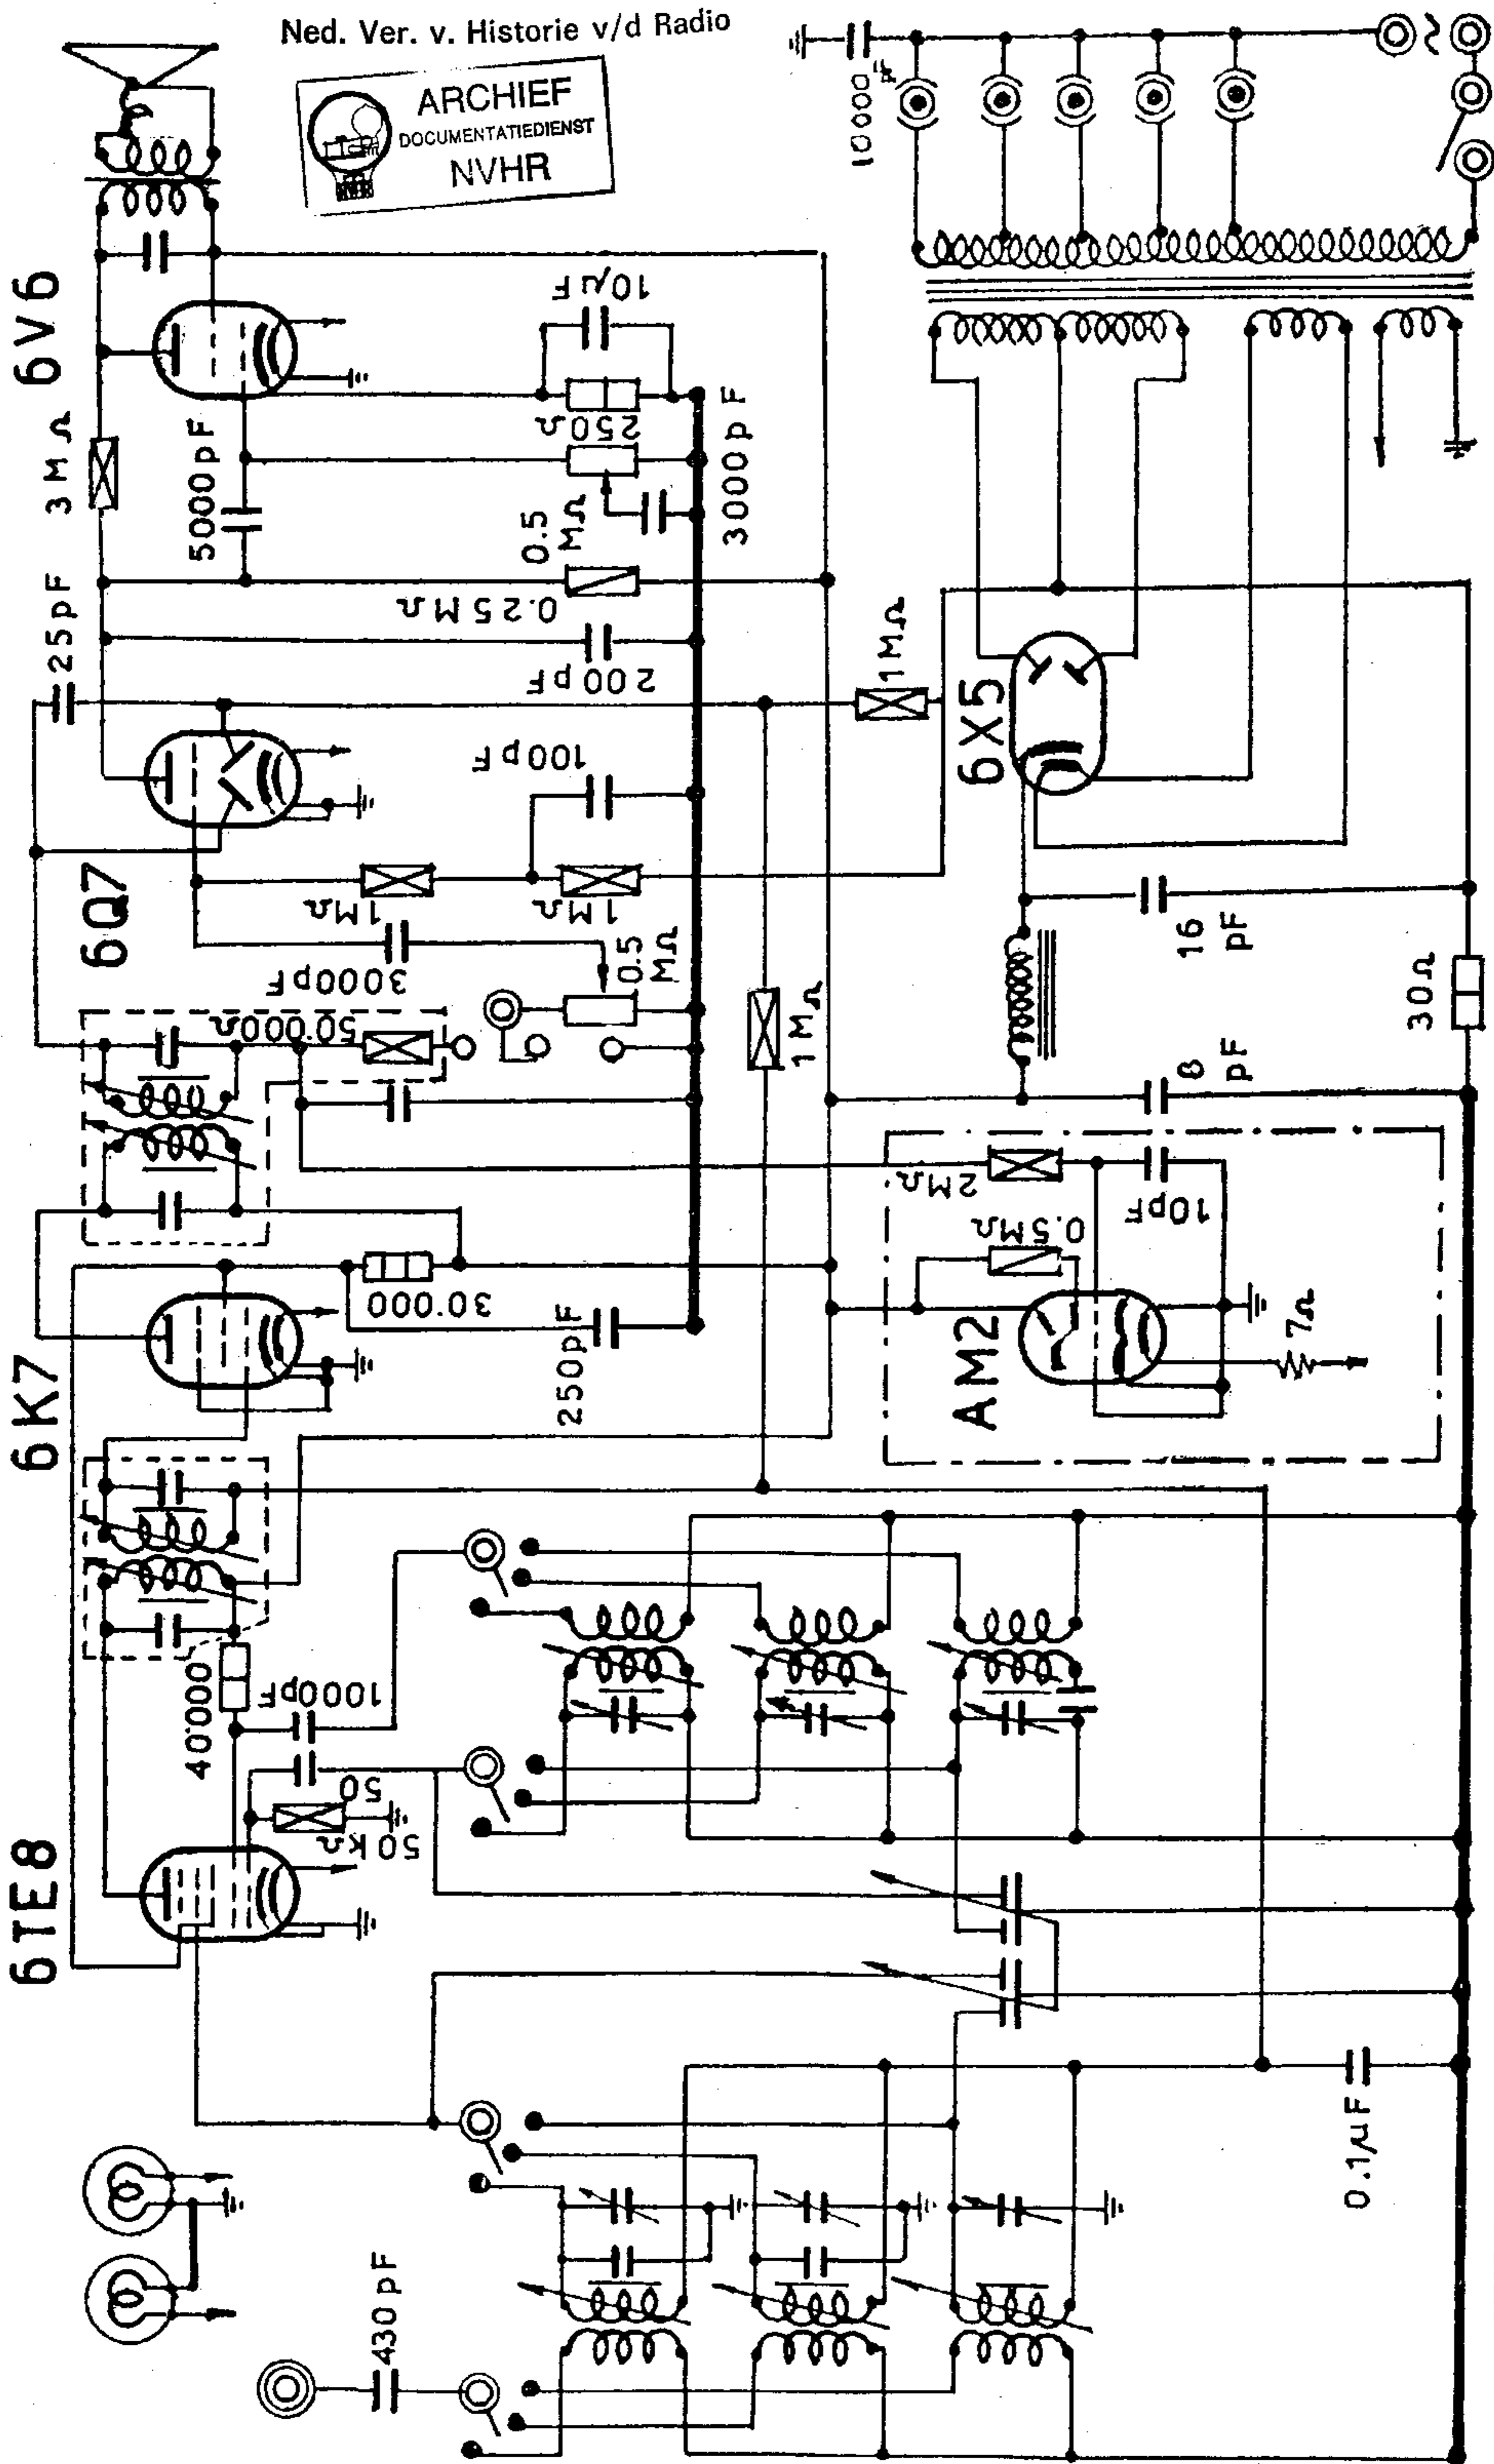 Ned. Ver. v. Historie v/d Radio
ARCHIEF
DOCUMENTATIEDIENST
NVHR
10000 pF
6V6
3MΩ
5000pF
10µF
250Ω
0.5
MΩ
3000pF
25pF
0.25MΩ
200pF
6Q7
100pF
1MΩ
1MΩ
1MΩ
3000pF
0.5
MΩ
50'000Ω
6X5
16
pF
30Ω
1MΩ
8
pF
6K7
30'000
250pF
2MΩ
0.5MΩ
10pF
AM2
7Ω
6TE8
40'000
1000pF
50
50kΩ
430pF
0.1µF